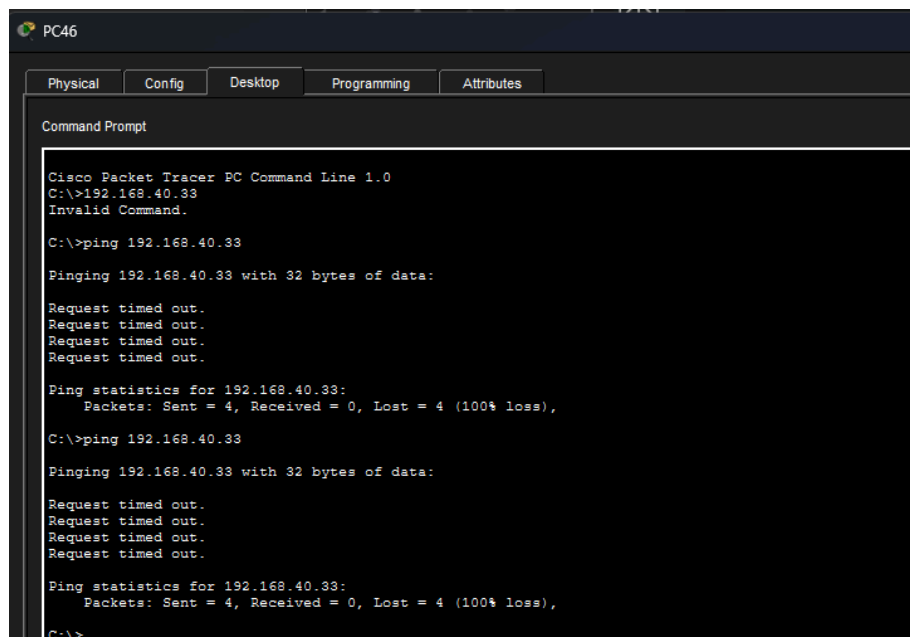 PC46
Physical Config Desktop Programming Attributes
Command Prompt
Cisco Packet Tracer PC Command Line 1.0
C:\>192.168.40.33
Invalid Command.
C:\>ping 192.168.40.33
Pinging 192.168.40.33 with 32 bytes of data:
Request timed out.
Request timed out.
Request timed out.
Request timed out.
Ping statistics for 192.168.40.33:
Packets: Sent = 4, Received = 0, Lost = 4 (100% loss),
C:\>ping 192.168.40.33
Pinging 192.168.40.33 with 32 bytes of data:
Request timed out.
Request timed out.
Request timed out.
Request timed out.
Ping statistics for 192.168.40.33:
Packets: Sent = 4, Received = 0, Lost = 4 (100% loss),
C:\>